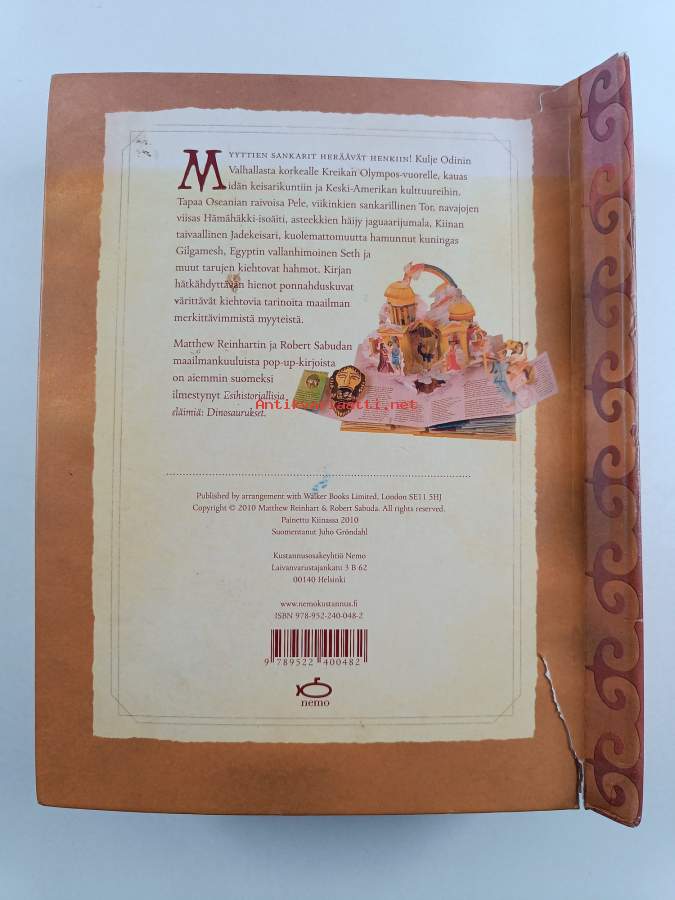 MYYTTIEN SANKARIT HERÄÄVÄT HENKIIN! Kulje Odinin
Valhallasta korkealle Kreikan Olympos-vuorelle, kauas
idän keisarikuntiin ja Keski-Amerikan kulttuureihin.
Tapaa Oseanian raivoisa Pele, viikinkien sankarillinen Tor, navajojen
viisas Hämähäkki-isoäiti, asteekkien häijy jaguaarijumala, Kiinan
taivaallinen Jadekeisari, kuolemattomuutta hamunnut kuningas
Gilgamesh, Egyptin vallanhimoinen Seth ja
muut tarujen kiehtovat hahmot. Kirjan
hätkähdyttävän hienot ponnahduskuvat
värittävät kiehtovia tarinoita maailman
merkittävimmistä myyteistä.
Matthew Reinhartin ja Robert Sabudan
maailmankuuluista pop-up-kirjoista
on aiemmin suomeksi
ilmestynyt Esihistorjallisia
eläimiä: Dinosaurukset.
Antikvariaatti.net
Published by arrangement with Walker Books Limited, London SE11 5HJ
Copyright © 2010 Matthew Reinhart & Robert Sabuda. All rights reserved.
Painettu Kiinassa 2010
Suomentanut Juho Gröndahl
Kustannusosakeyhtiö Nemo
Laivanvarustajankatu 3 B 62
00140 Helsinki
www.nemokustannus.fi
ISBN 978-952-240-048-2
9 789522 400482
nemo